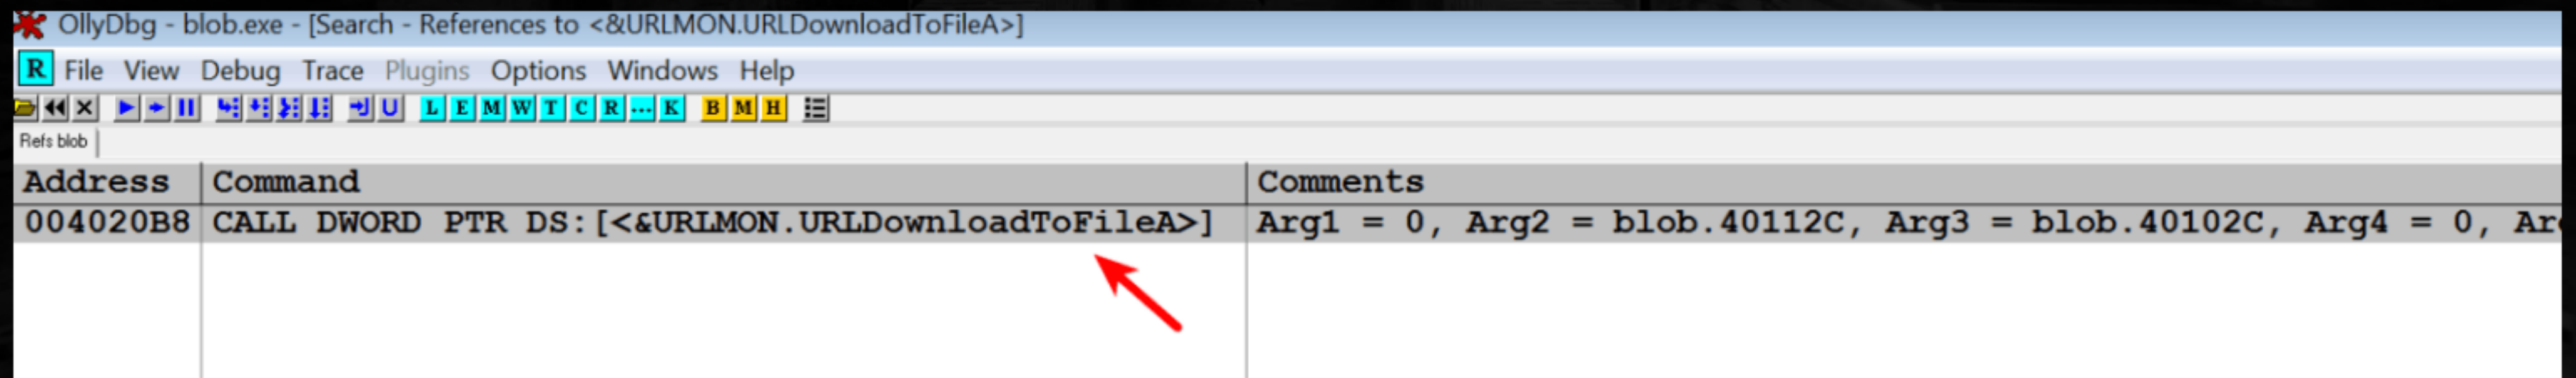 OllyDbg - blob.exe - [Search - References to <&URLMON.URLDownloadToFileA>]
R File View Debug Trace Plugins Options Windows Help
L E M W T C R ... K B M H
Refs blob
Address Command Comments
004020B8 CALL DWORD PTR DS:[<&URLMON.URLDownloadToFileA>] Arg1 = 0, Arg2 = blob.40112C, Arg3 = blob.40102C, Arg4 = 0,